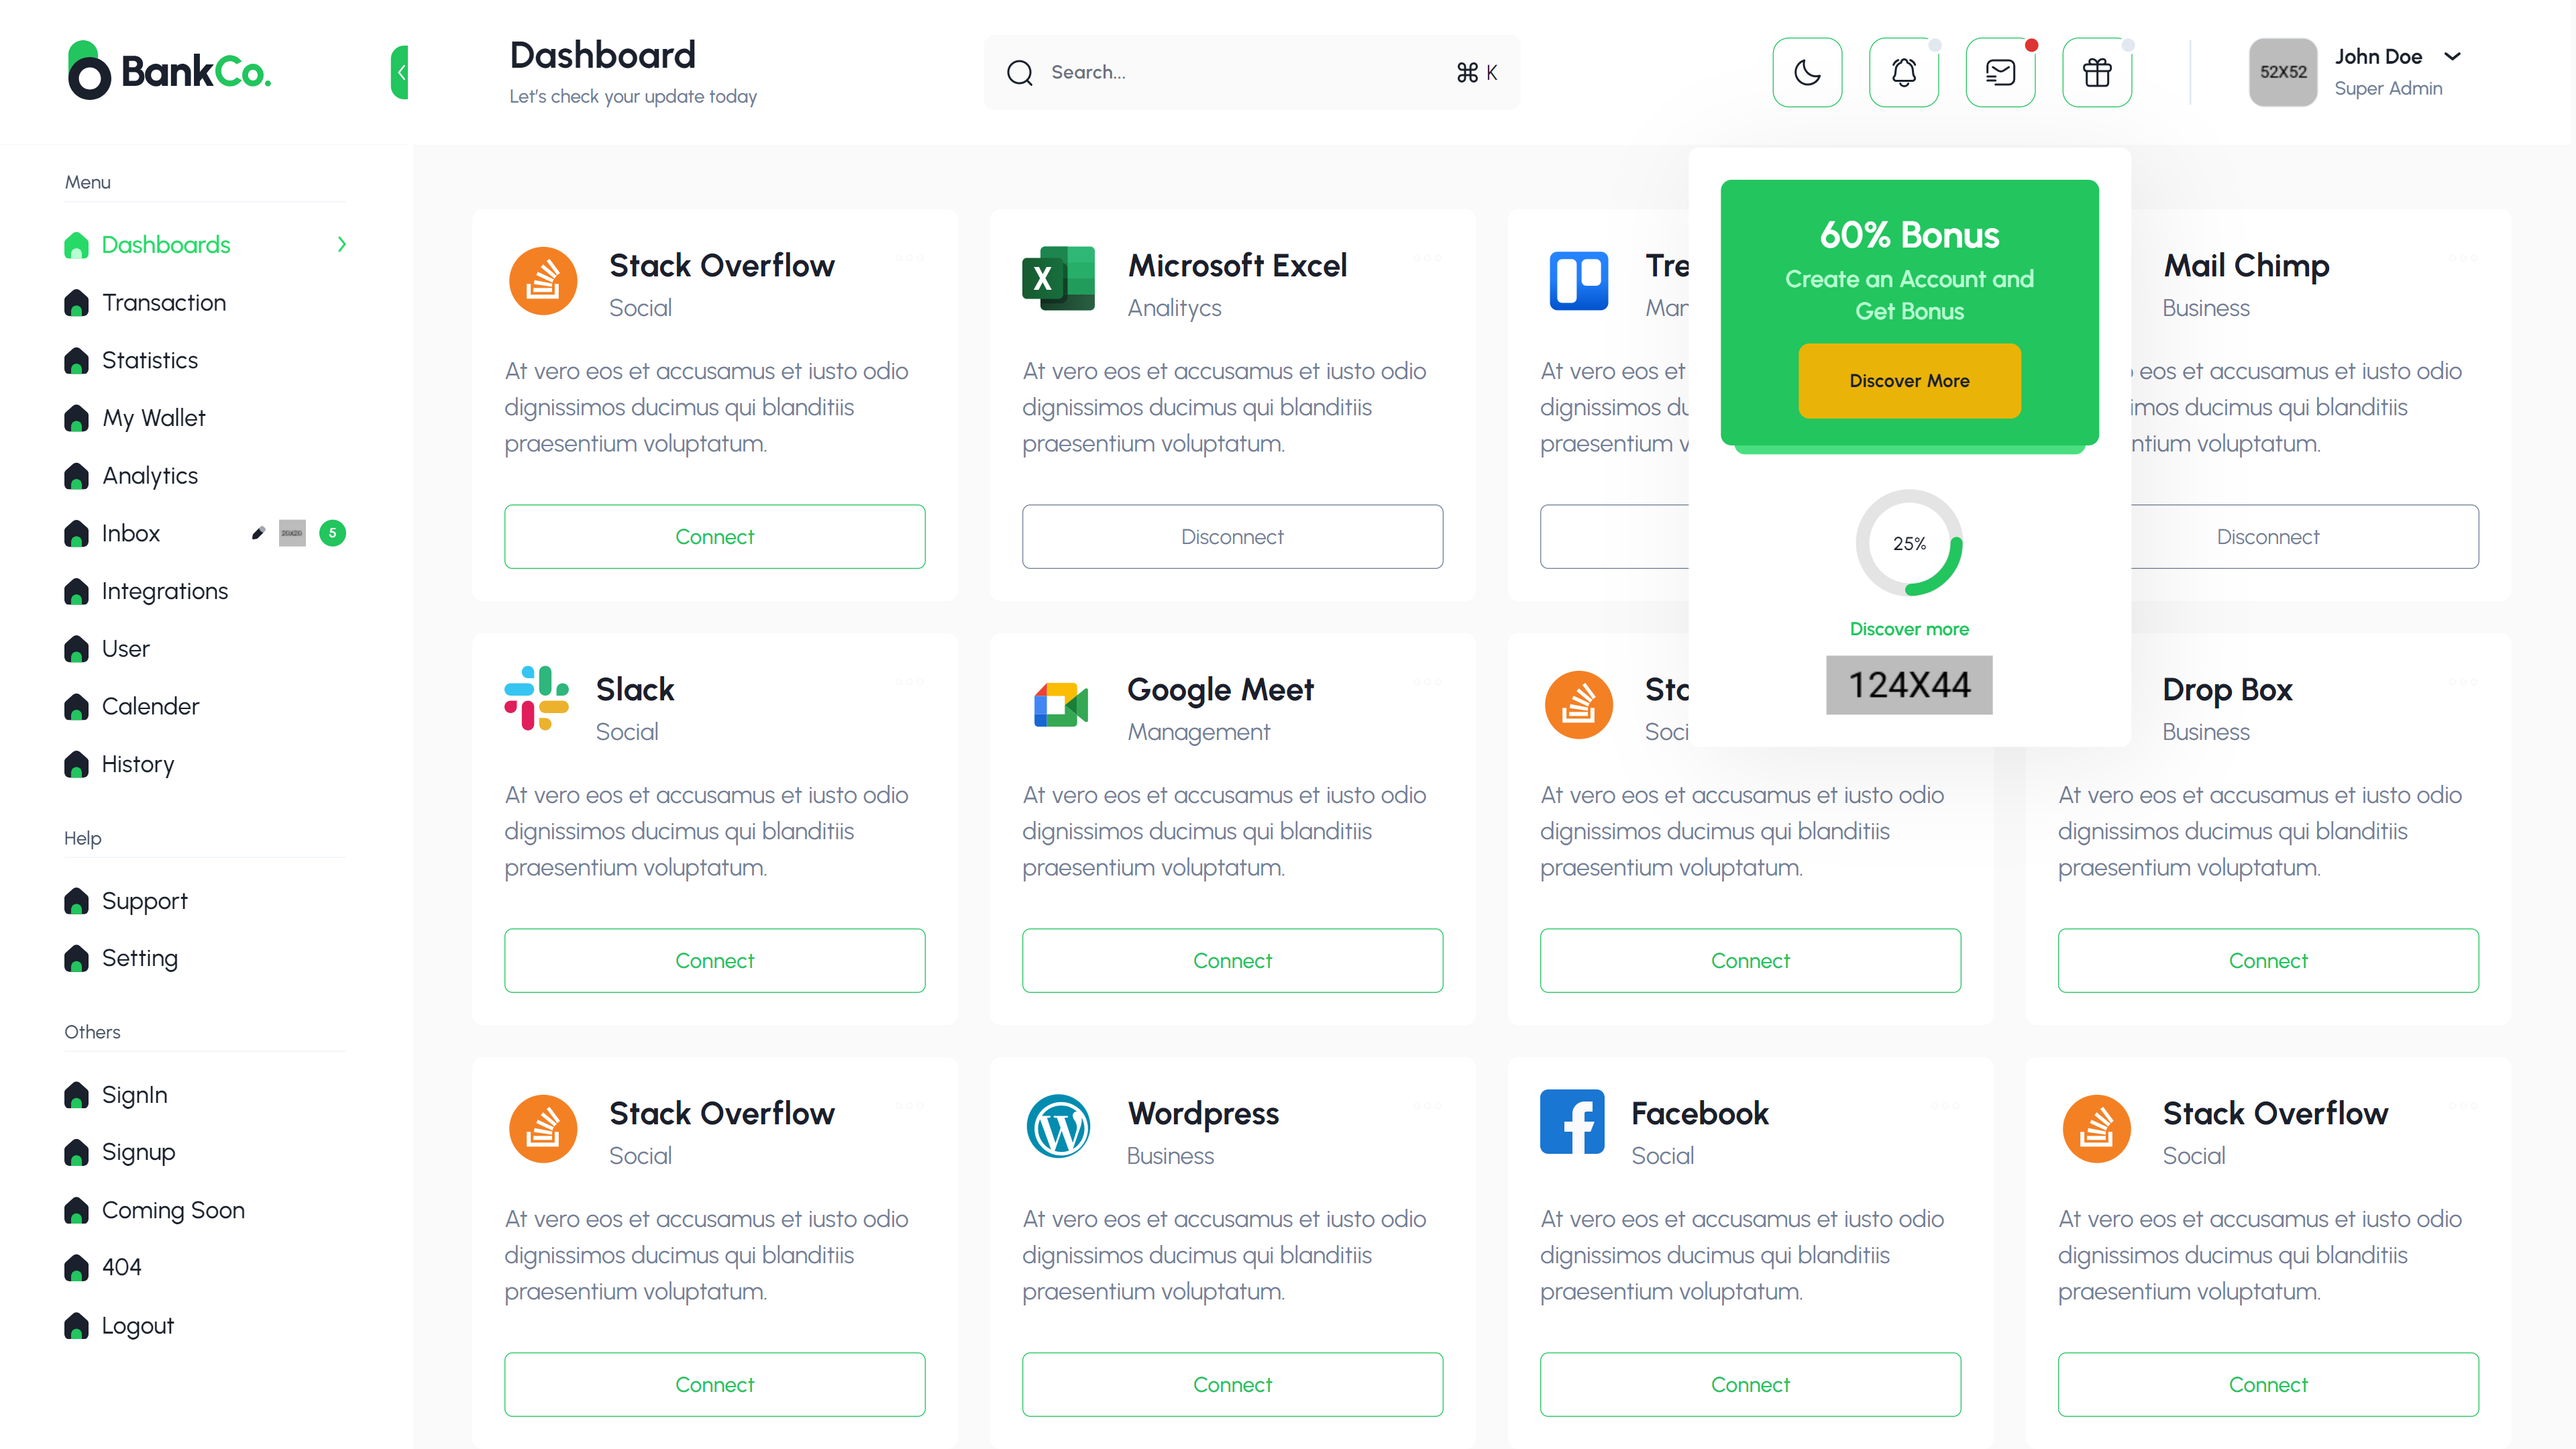 BankCo.
Dashboard
Let's check your update today
Search...
⌘ K
52X52
John Doe
Super Admin
Menu
Dashboards
Transaction
Statistics
My Wallet
Analytics
Inbox
5
Integrations
User
Calender
History
Help
Support
Setting
Others
SignIn
Signup
Coming Soon
404
Logout
Stack Overflow
Social
At vero eos et accusamus et iusto odio
dignissimos ducimus qui blanditiis
praesentium voluptatum.
Connect
Microsoft Excel
Analitycs
At vero eos et accusamus et iusto odio
dignissimos ducimus qui blanditiis
praesentium voluptatum.
Disconnect
Tre
Man
At vero eos et
dignissimos du
praesentium v
60% Bonus
Create an Account and
Get Bonus
Discover More
25%
Discover more
124X44
Mail Chimp
Business
eos et accusamus et iusto odio
imos ducimus qui blanditiis
ntium voluptatum.
Disconnect
Slack
Social
At vero eos et accusamus et iusto odio
dignissimos ducimus qui blanditiis
praesentium voluptatum.
Connect
Google Meet
Management
At vero eos et accusamus et iusto odio
dignissimos ducimus qui blanditiis
praesentium voluptatum.
Connect
Sta
Soci
At vero eos et accusamus et iusto odio
dignissimos ducimus qui blanditiis
praesentium voluptatum.
Connect
Drop Box
Business
At vero eos et accusamus et iusto odio
dignissimos ducimus qui blanditiis
praesentium voluptatum.
Connect
Stack Overflow
Social
At vero eos et accusamus et iusto odio
dignissimos ducimus qui blanditiis
praesentium voluptatum.
Connect
Wordpress
Business
At vero eos et accusamus et iusto odio
dignissimos ducimus qui blanditiis
praesentium voluptatum.
Connect
Facebook
Social
At vero eos et accusamus et iusto odio
dignissimos ducimus qui blanditiis
praesentium voluptatum.
Connect
Stack Overflow
Social
At vero eos et accusamus et iusto odio
dignissimos ducimus qui blanditiis
praesentium voluptatum.
Connect